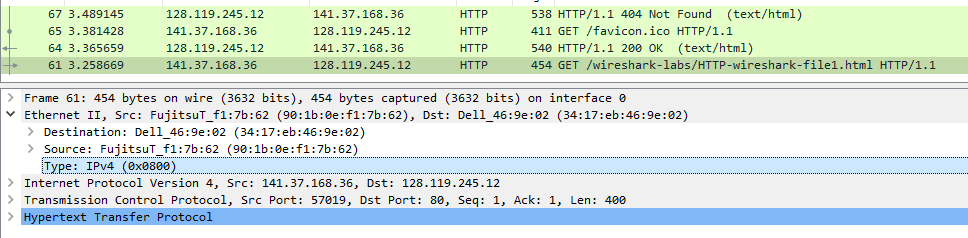 67 3.489145 128.119.245.12 141.37.168.36 HTTP 538 HTTP/1.1 404 Not Found (text/html)
65 3.381428 141.37.168.36 128.119.245.12 HTTP 411 GET /favicon.ico HTTP/1.1
64 3.365659 128.119.245.12 141.37.168.36 HTTP 540 HTTP/1.1 200 OK (text/html)
61 3.258669 141.37.168.36 128.119.245.12 HTTP 454 GET /wireshark-labs/HTTP-wireshark-file1.html HTTP/1.1
Frame 61: 454 bytes on wire (3632 bits), 454 bytes captured (3632 bits) on interface 0
Ethernet II, Src: FujitsuT_f1:7b:62 (90:1b:0e:f1:7b:62), Dst: Dell_46:9e:02 (34:17:eb:46:9e:02)
Destination: Dell_46:9e:02 (34:17:eb:46:9e:02)
Source: FujitsuT_f1:7b:62 (90:1b:0e:f1:7b:62)
Type: IPv4 (0x0800)
Internet Protocol Version 4, Src: 141.37.168.36, Dst: 128.119.245.12
Transmission Control Protocol, Src Port: 57019, Dst Port: 80, Seq: 1, Ack: 1, Len: 400
Hypertext Transfer Protocol